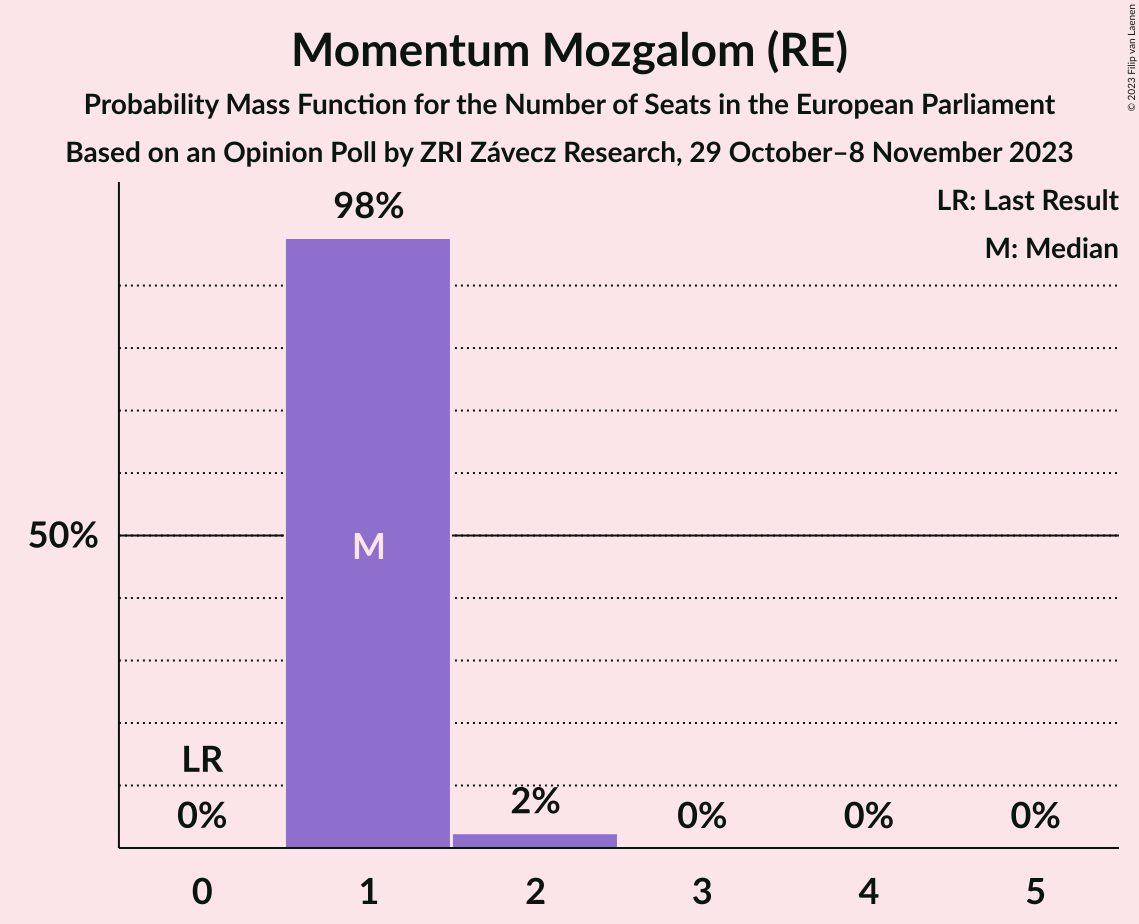 Momentum Mozgalom (RE)
Probability Mass Function for the Number of Seats in the European Parliament
Based on an Opinion Poll by ZRI Závecz Research, 29 October–8 November 2023
© 2023 Filip van Laenen
LR: Last Result
M: Median
98%
50%
M
LR
0%
2%
0%
0%
0%
0
1
2
3
4
5